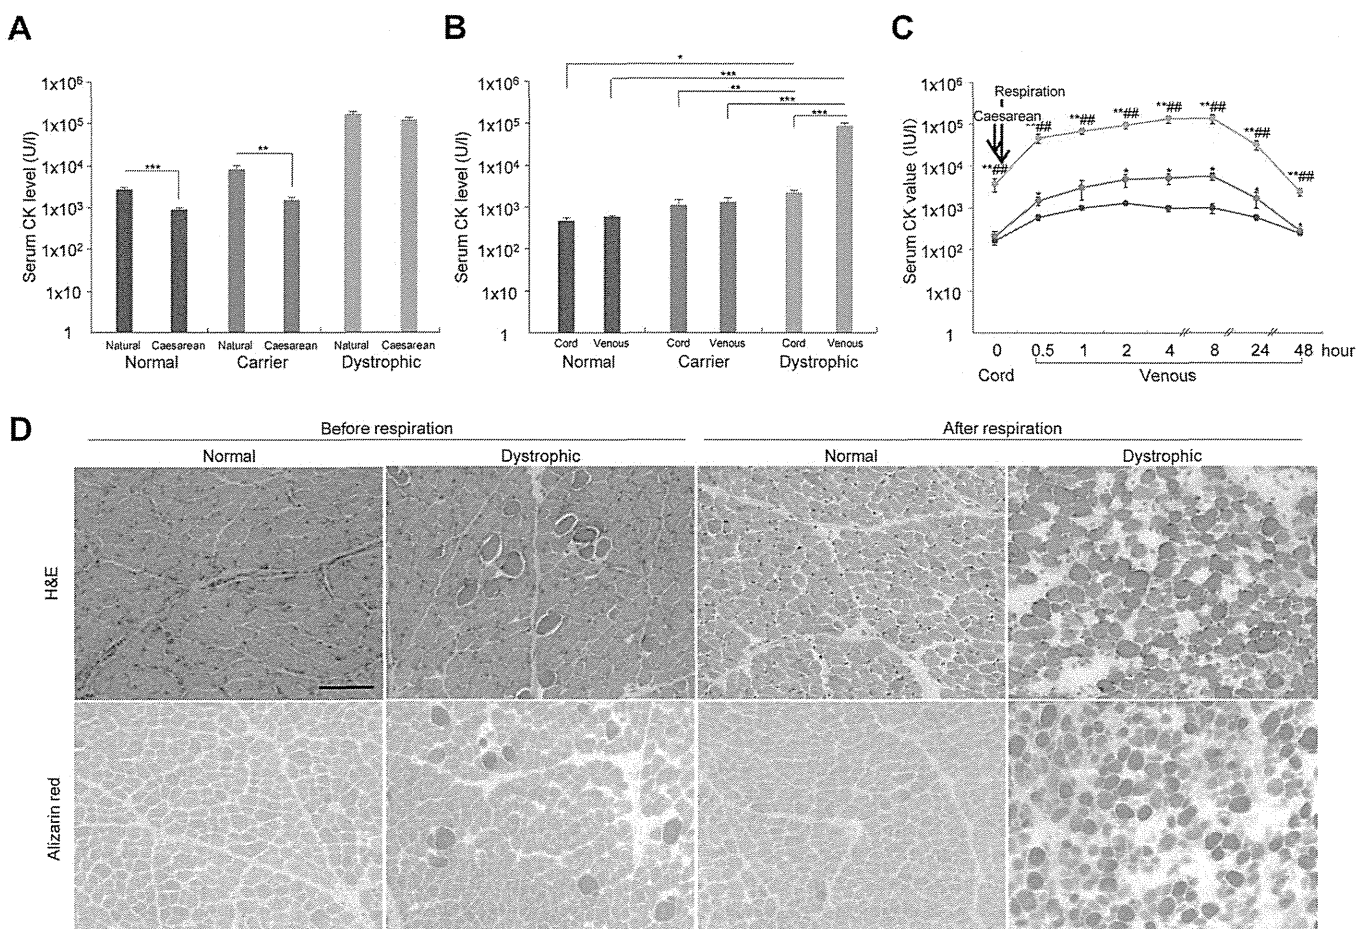 A
Serum CK level (U/l)
1x10⁶
1x10⁵
1x10⁴
1x10³
1x10²
1x10
1
***
**
Natural Caesarean Natural Caesarean Natural Caesarean
Normal Carrier Dystrophic
B
Serum CK level (U/l)
1x10⁶
1x10⁵
1x10⁴
1x10³
1x10²
1x10
1
*
***
**
***
***
Cord Venous Cord Venous Cord Venous
Normal Carrier Dystrophic
C
Serum CK value (IU/l)
1x10⁶
1x10⁵
1x10⁴
1x10³
1x10²
1x10
1
Respiration
Caesarean
**## **## **## **## **## **## **## **##
* * * * *
0 0.5 1 2 4 8 24 48 hour
Cord Venous
D
Before respiration After respiration
Normal Dystrophic Normal Dystrophic
H&E
Alizarin red